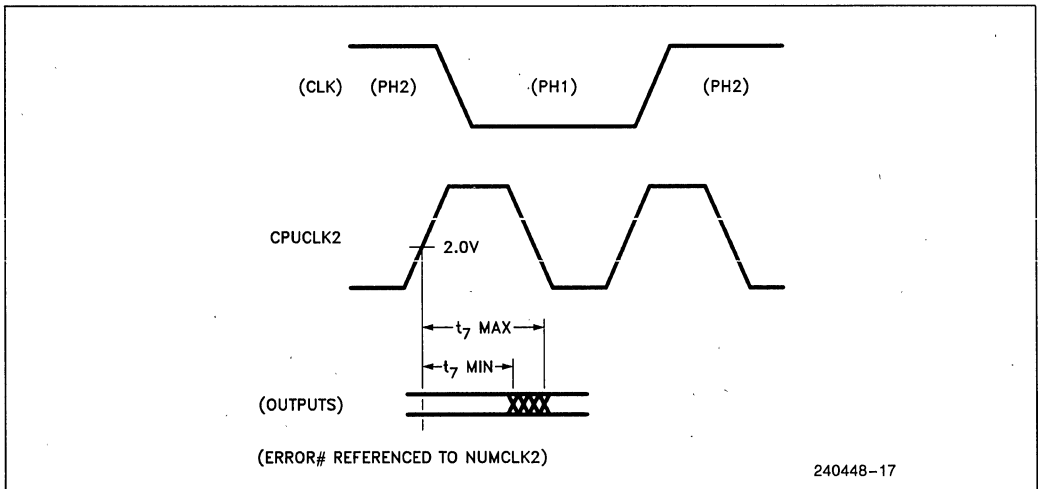 (CLK) (PH2) (PH1) (PH2)
CPUCLK2 2.0V
t₇ MAX
t₇ MIN
(OUTPUTS)
(ERROR# REFERENCED TO NUMCLK2)
240448-17